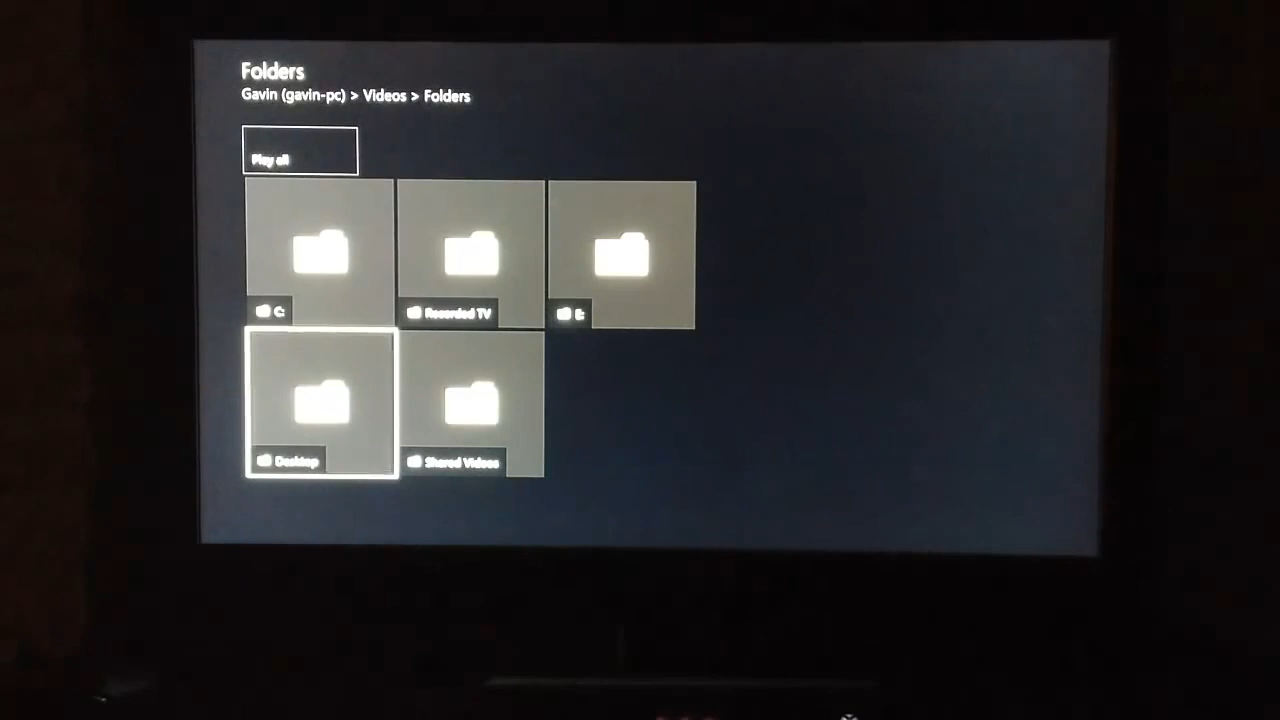 Folders
Gavin (gavin-pc) > Videos > Folders
Play all
C:
Recorded TV
E:
Desktop
Shared Videos